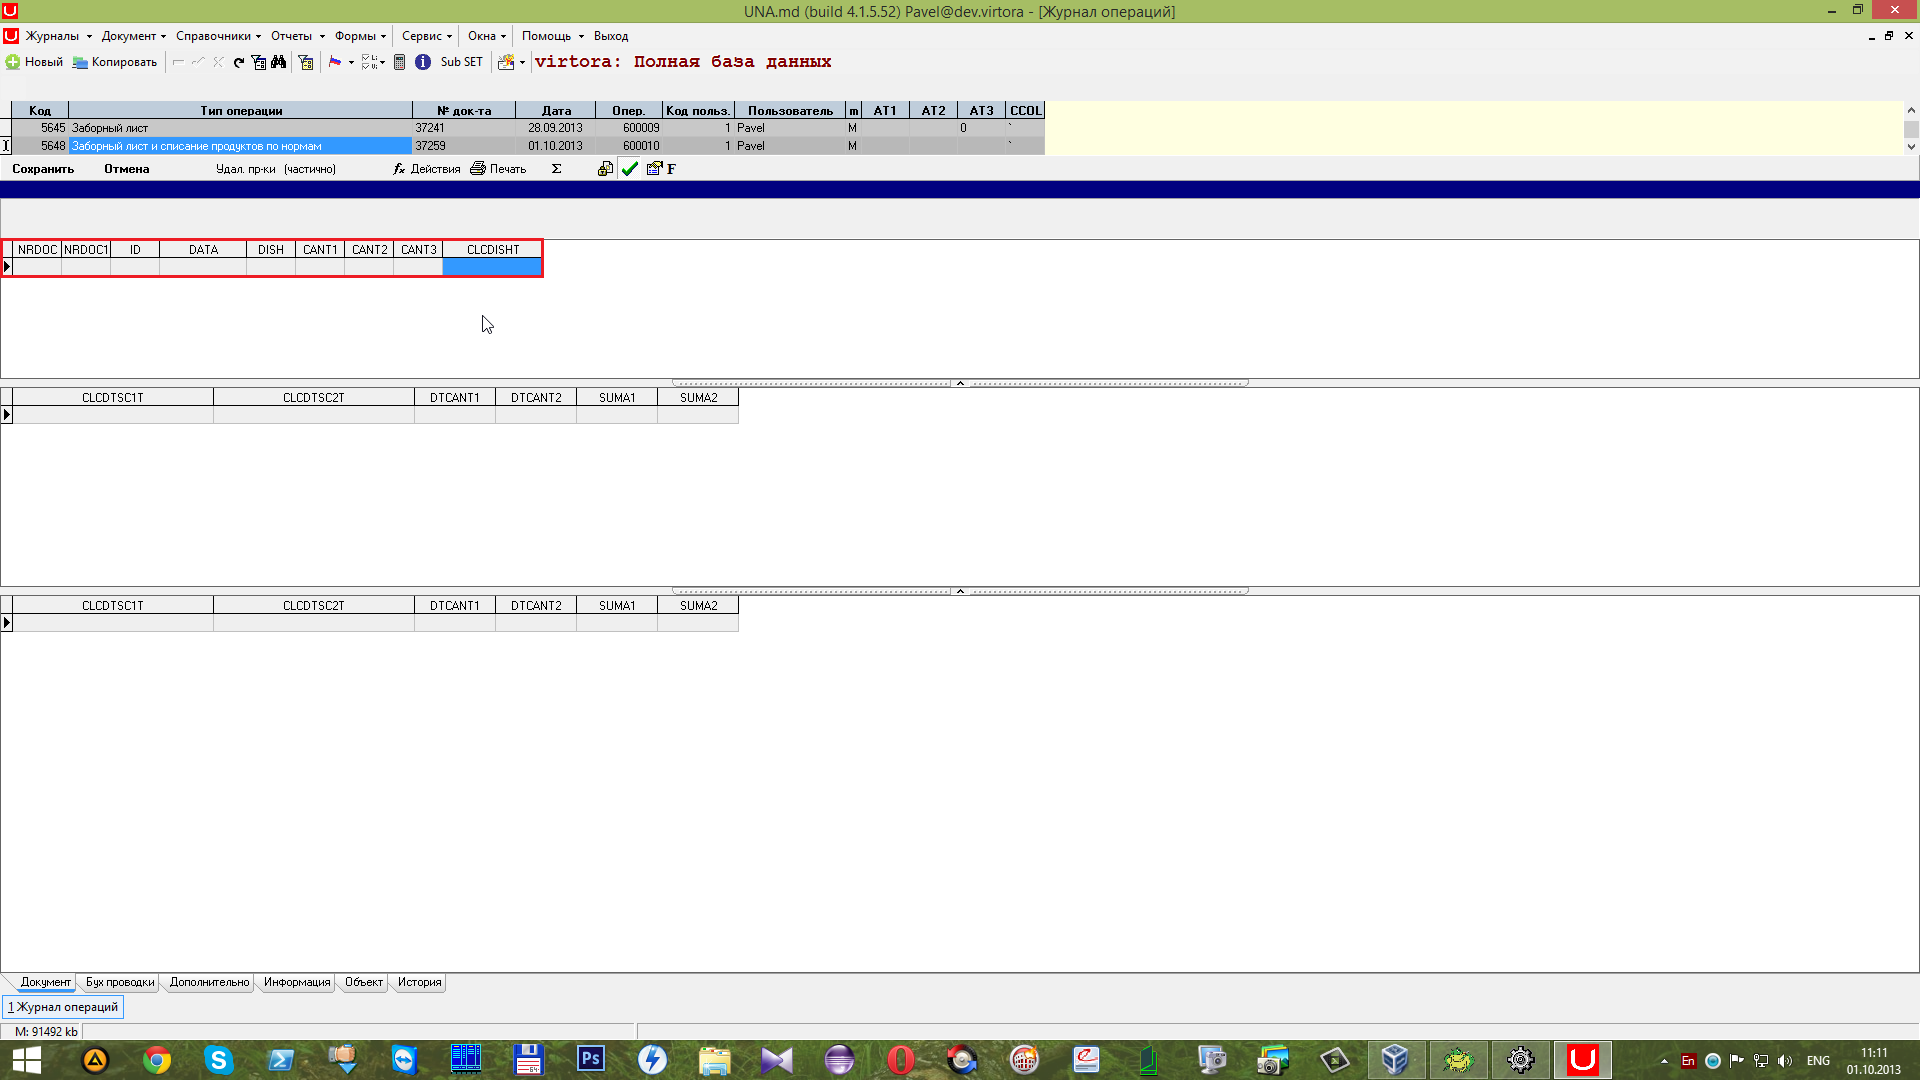 UNA.md (build 4.1.5.52) Pavel@dev.virtora - [Журнал операций]
Журналы Документ Справочники Отчеты Формы Сервис Окна Помощь Выход
Новый Копировать Sub SET virtora: Полная база данных
Код Тип операции № док-та Дата Опер. Код польз. Пользователь m AT1 AT2 AT3 CCOL
5645 Заборный лист 37241 28.09.2013 600009 1 Pavel M 0 `
5648 Заборный лист и списание продуктов по нормам 37259 01.10.2013 600010 1 Pavel M `
Сохранить Отмена Удал. пр-ки (частично) fx Действия Печать Σ F
NRDOC NRDOC1 ID DATA DISH CANT1 CANT2 CANT3 CLCDISHT
CLCDTSC1T CLCDTSC2T DTCANT1 DTCANT2 SUMA1 SUMA2
CLCDTSC1T CLCDTSC2T DTCANT1 DTCANT2 SUMA1 SUMA2
Документ Бух проводки Дополнительно Информация Объект История
1 Журнал операций
M: 91492 kb
Ps 64 En ENG 11:11
01.10.2013